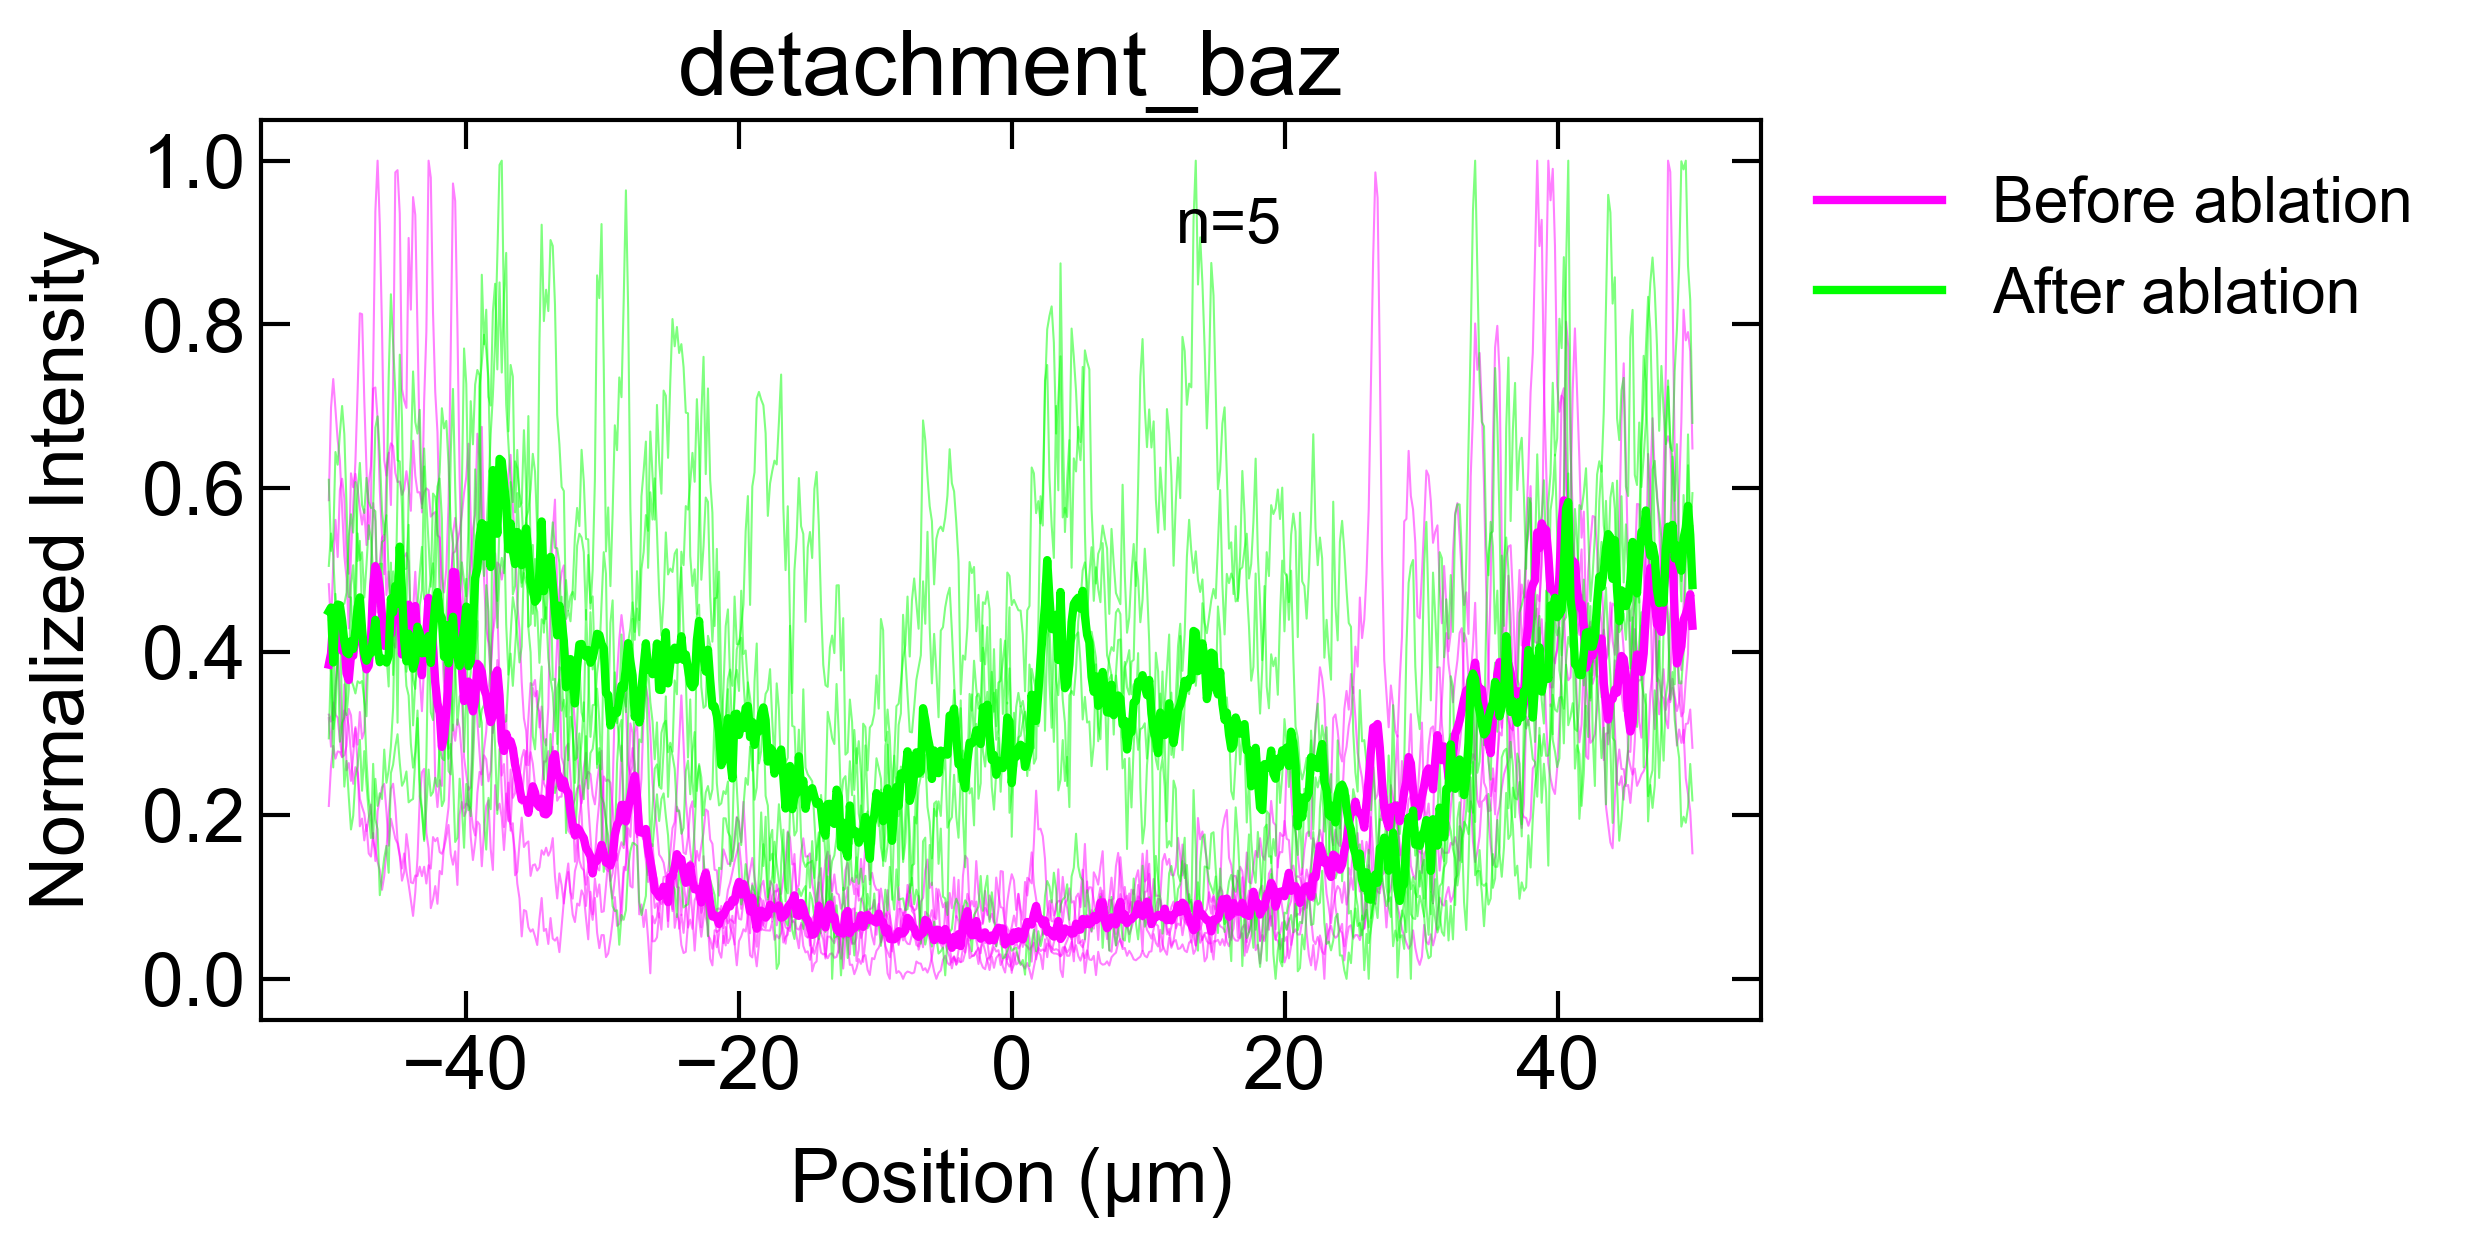 detachment_baz
1.0
0.8
0.6
0.4
0.2
0.0
Normalized Intensity
n=5
−40
−20
0
20
40
Position (µm)
Before ablation
After ablation